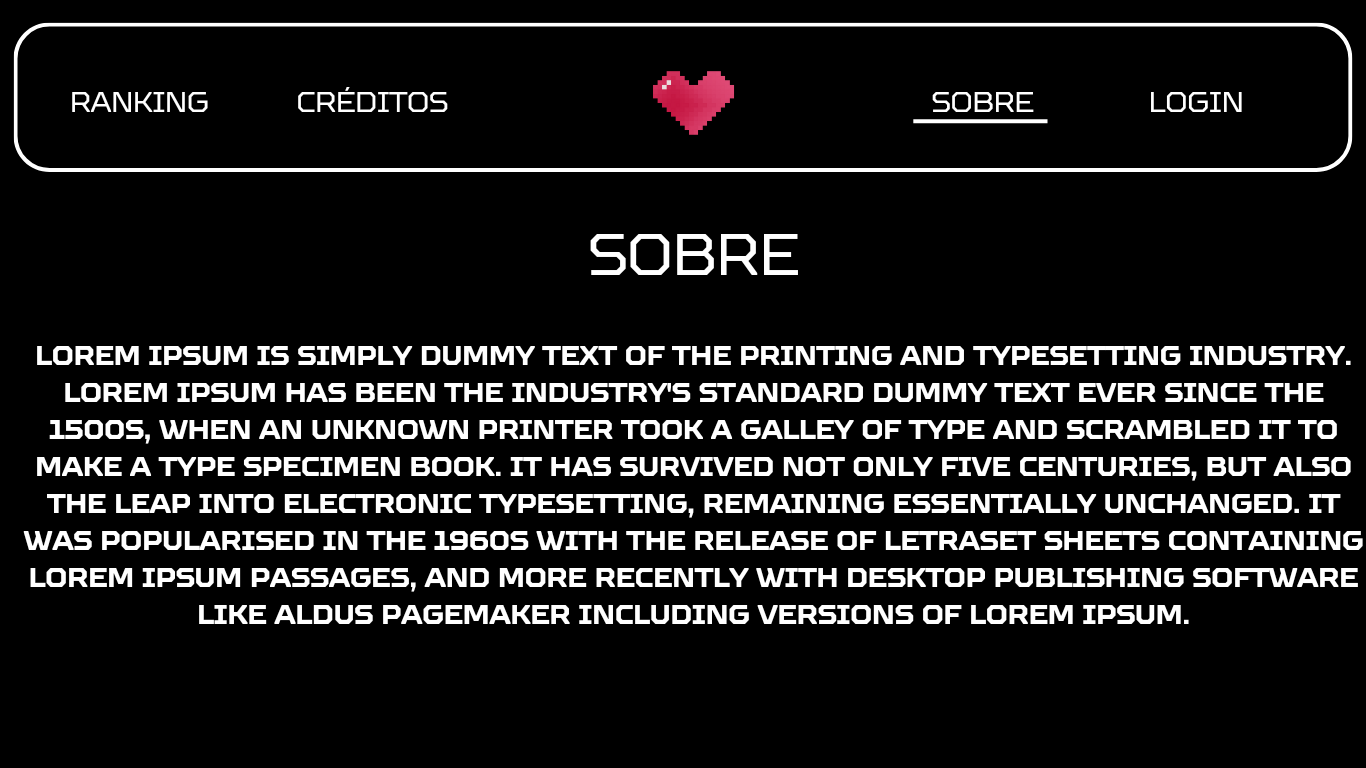 RANKING CRÉDITOS SOBRE LOGIN
SOBRE
LOREM IPSUM IS SIMPLY DUMMY TEXT OF THE PRINTING AND TYPESETTING INDUSTRY.
LOREM IPSUM HAS BEEN THE INDUSTRY'S STANDARD DUMMY TEXT EVER SINCE THE
1500S, WHEN AN UNKNOWN PRINTER TOOK A GALLEY OF TYPE AND SCRAMBLED IT TO
MAKE A TYPE SPECIMEN BOOK. IT HAS SURVIVED NOT ONLY FIVE CENTURIES, BUT ALSO
THE LEAP INTO ELECTRONIC TYPESETTING, REMAINING ESSENTIALLY UNCHANGED. IT
WAS POPULARISED IN THE 1960S WITH THE RELEASE OF LETRASET SHEETS CONTAINING
LOREM IPSUM PASSAGES, AND MORE RECENTLY WITH DESKTOP PUBLISHING SOFTWARE
LIKE ALDUS PAGEMAKER INCLUDING VERSIONS OF LOREM IPSUM.